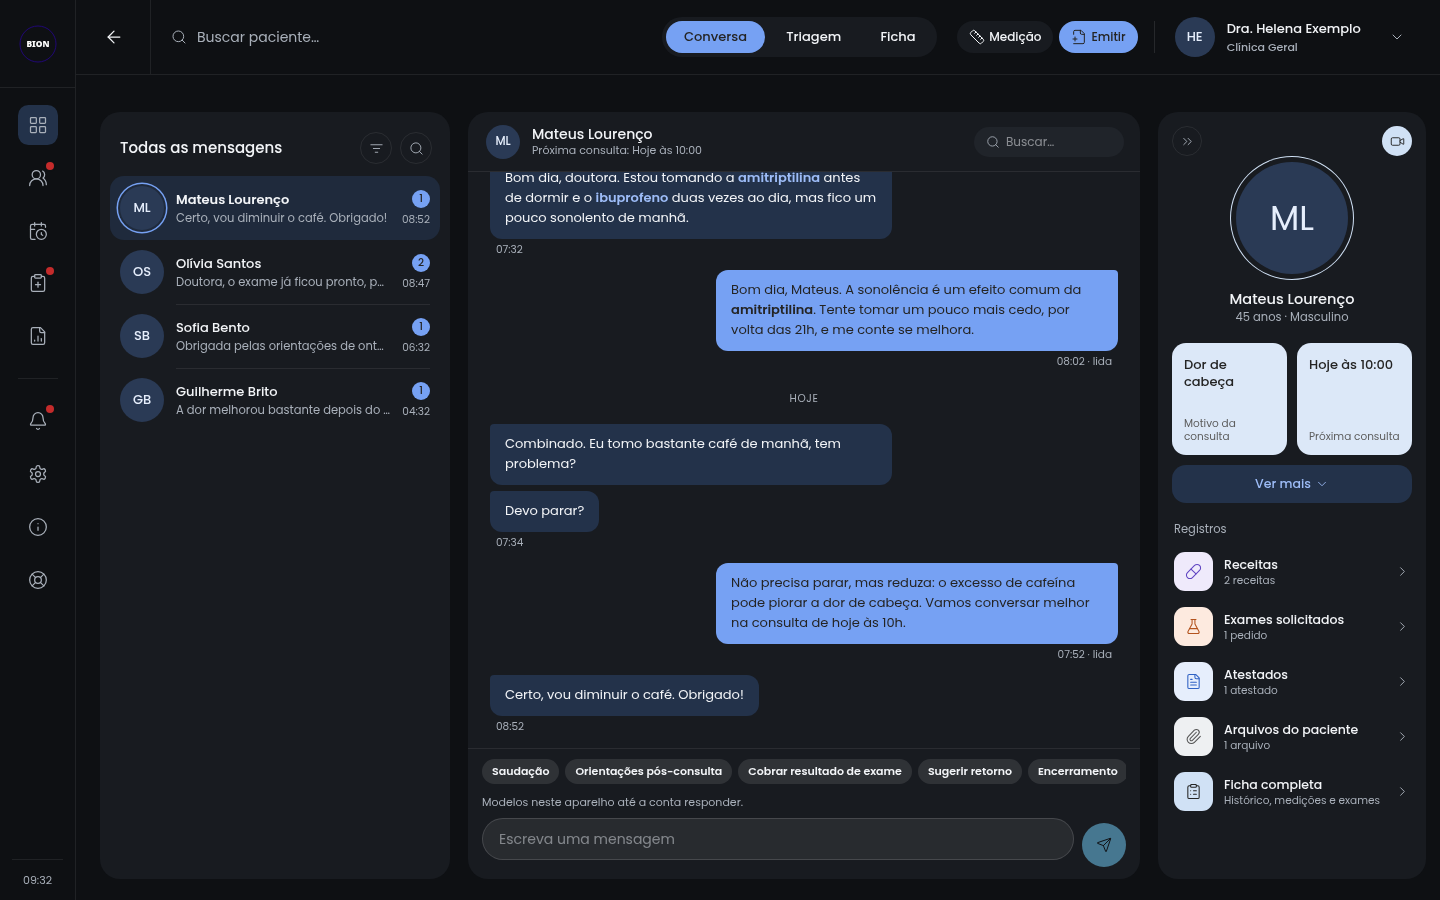 BION
Buscar paciente...
Conversa
Triagem
Ficha
Medição
Emitir
HE
Dra. Helena Exemplo
Clínica Geral
Todas as mensagens
ML
Mateus Lourenço
1
Certo, vou diminuir o café. Obrigado!
08:52
OS
Olívia Santos
2
Doutora, o exame já ficou pronto, p...
08:47
SB
Sofia Bento
1
Obrigada pelas orientações de ont...
06:32
GB
Guilherme Brito
1
A dor melhorou bastante depois do ...
04:32
09:32
ML
Mateus Lourenço
Próxima consulta: Hoje às 10:00
Buscar...
Bom dia, doutora. Estou tomando a amitriptilina antes
de dormir e o ibuprofeno duas vezes ao dia, mas fico um
pouco sonolento de manhã.
07:32
Bom dia, Mateus. A sonolência é um efeito comum da
amitriptilina. Tente tomar um pouco mais cedo, por
volta das 21h, e me conte se melhora.
08:02 · lida
HOJE
Combinado. Eu tomo bastante café de manhã, tem
problema?
Devo parar?
07:34
Não precisa parar, mas reduza: o excesso de cafeína
pode piorar a dor de cabeça. Vamos conversar melhor
na consulta de hoje às 10h.
07:52 · lida
Certo, vou diminuir o café. Obrigado!
08:52
Saudação
Orientações pós-consulta
Cobrar resultado de exame
Sugerir retorno
Encerramento
Modelos neste aparelho até a conta responder.
Escreva uma mensagem
ML
Mateus Lourenço
45 anos · Masculino
Dor de
cabeça
Motivo da
consulta
Hoje às 10:00
Próxima consulta
Ver mais
Registros
Receitas
2 receitas
Exames solicitados
1 pedido
Atestados
1 atestado
Arquivos do paciente
1 arquivo
Ficha completa
Histórico, medições e exames